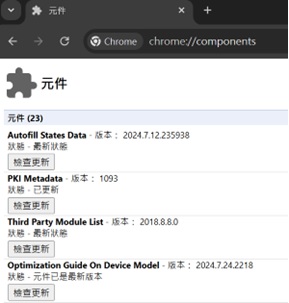 元件
Chrome
chrome://components
元件
元件 (23)
Autofill States Data - 版本： 2024.7.12.235938
狀態 - 最新狀態
檢查更新
PKI Metadata - 版本： 1093
狀態 - 已更新
檢查更新
Third Party Module List - 版本： 2018.8.8.0
狀態 - 最新狀態
檢查更新
Optimization Guide On Device Model - 版本： 2024.7.24.2218
狀態 - 元件已是最新版本
檢查更新